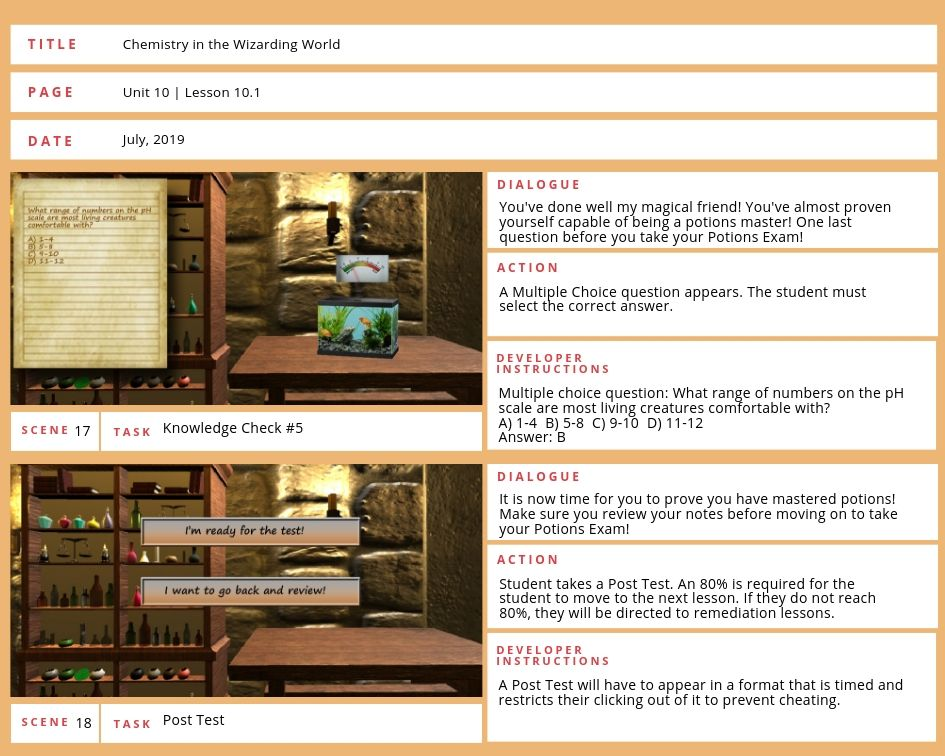 TITLE Chemistry in the Wizarding World
PAGE Unit 10 | Lesson 10.1
DATE July, 2019
What range of numbers on the pH
scale are most living creatures
comfortable with?
A) 1-4
B) 5-8
C) 9-10
D) 11-12
SCENE 17 TASK Knowledge Check #5
DIALOGUE
You've done well my magical friend! You've almost proven
yourself capable of being a potions master! One last
question before you take your Potions Exam!
ACTION
A Multiple Choice question appears. The student must
select the correct answer.
DEVELOPER
INSTRUCTIONS
Multiple choice question: What range of numbers on the pH
scale are most living creatures comfortable with?
A) 1-4 B) 5-8 C) 9-10 D) 11-12
Answer: B
I'm ready for the test!
I want to go back and review!
SCENE 18 TASK Post Test
DIALOGUE
It is now time for you to prove you have mastered potions!
Make sure you review your notes before moving on to take
your Potions Exam!
ACTION
Student takes a Post Test. An 80% is required for the
student to move to the next lesson. If they do not reach
80%, they will be directed to remediation lessons.
DEVELOPER
INSTRUCTIONS
A Post Test will have to appear in a format that is timed and
restricts their clicking out of it to prevent cheating.